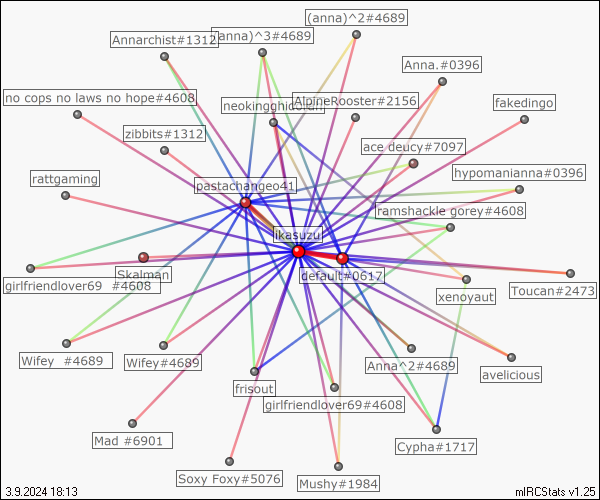 (anna)^2#4689
Annarchist#1312
(anna)^3#4689
Anna.#0396
no cops no laws no hope#4608
neokingghidorah
AlpineRooster#2156
fakedingo
zibbits#1312
ace deucy#7097
rattgaming
pastachangeo41
hypomanianna#0396
ramshackle gorey#4608
ikasuzu
Skalman
default#0617
girlfriendlover69 #4608
xenoyaut
Toucan#2473
Wifey #4689
Wifey#4689
Anna^2#4689
avelicious
frisout
girlfriendlover69#4608
Mad #6901
Cypha#1717
Soxy Foxy#5076
Mushy#1984
3.9.2024 18:13
mIRCStats v1.25